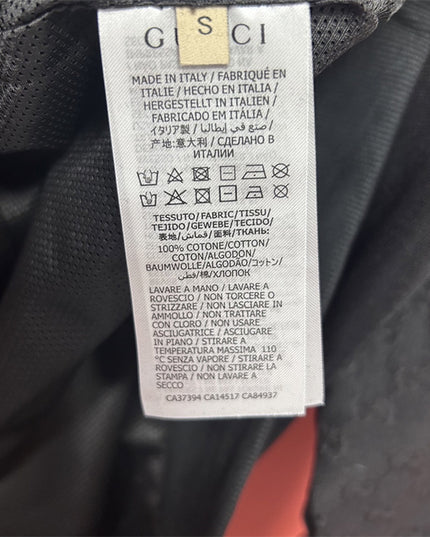 S
GUCCI
MADE IN ITALY / FABRIQUÉ EN
ITALIE / HECHO EN ITALIA /
HERGESTELLT IN ITALIEN /
FABRICADO EM ITÁLIA /
イタリア製 / صنع في إيطاليا /
产地:意大利 / СДЕЛАНО В
ИТАЛИИ
TESSUTO/FABRIC/TISSU/
TEJIDO/GEWEBE/TECIDO/
表地/قماش/面料/ТКАНЬ:
100% COTONE/COTTON/
COTON/ALGODON/
BAUMWOLLE/ALGODÃO/コットン/
قطن/棉/ХЛОПОК
LAVARE A MANO / LAVARE A
ROVESCIO / NON TORCERE O
STRIZZARE / NON LASCIARE IN
AMMOLLO / NON TRATTARE
CON CLORO / NON USARE
ASCIUGATRICE / ASCIUGARE
IN PIANO / STIRARE A
TEMPERATURA MASSIMA 110
°C SENZA VAPORE / STIRARE A
ROVESCIO / NON STIRARE LA
STAMPA / NON LAVARE A
SECCO
CA37394 CA14517 CA84937